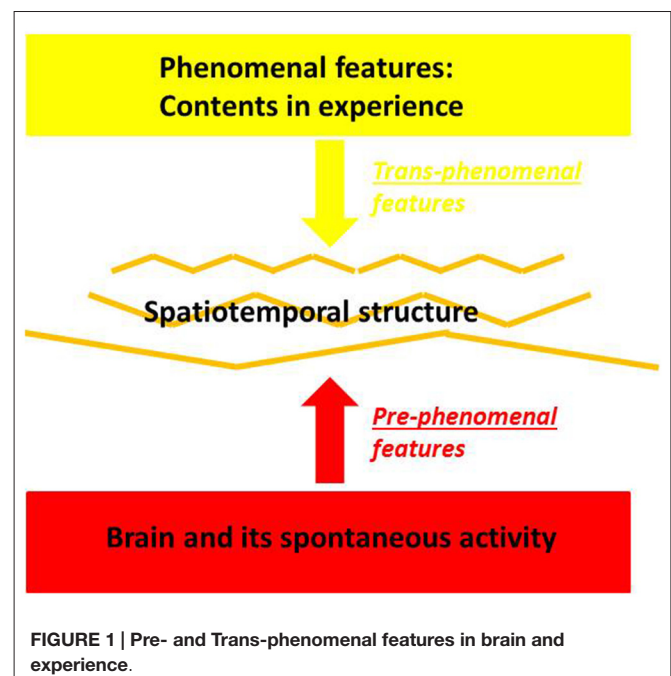 Phenomenal features:
Contents in experience
Trans-phenomenal
features
Spatiotemporal structure
Pre-phenomenal
features
Brain and its spontaneous activity
FIGURE 1 | Pre- and Trans-phenomenal features in brain and
experience.